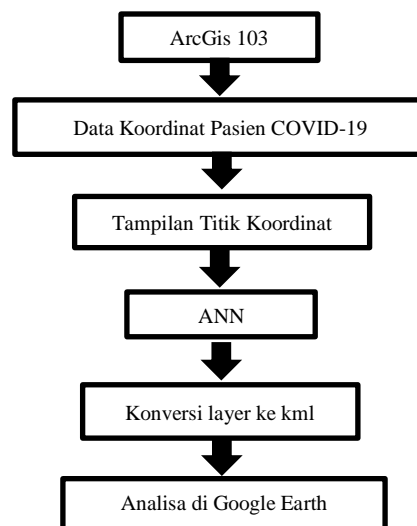 ArcGis 103
Data Koordinat Pasien COVID-19
Tampilan Titik Koordinat
ANN
Konversi layer ke kml
Analisa di Google Earth